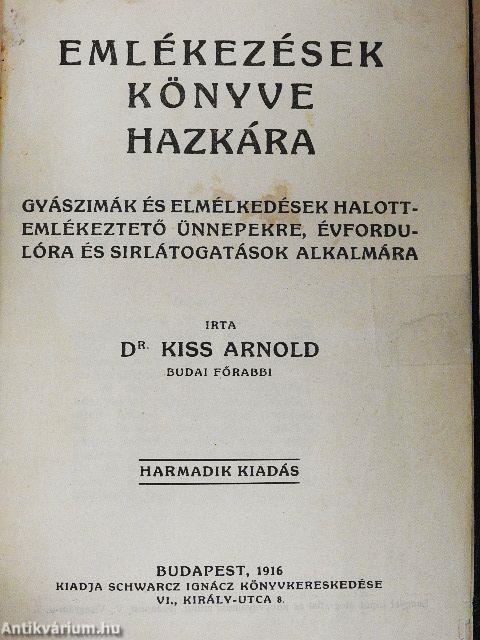 EMLÉKEZÉSEK
KÖNYVE
HAZKÁRA
GYÁSZIMÁK ÉS ELMÉLKEDÉSEK HALOTT-
EMLÉKEZTETŐ ÜNNEPEKRE, ÉVFORDU-
LÓRA ÉS SIRLÁTOGATÁSOK ALKALMÁRA
IRTA
DR. KISS ARNOLD
BUDAI FŐRABBI
HARMADIK KIADÁS
BUDAPEST, 1916
KIADJA SCHWARCZ IGNÁCZ KÖNYVKERESKEDÉSE
VI., KIRÁLY-UTCA 8.
Antikvárium.hu